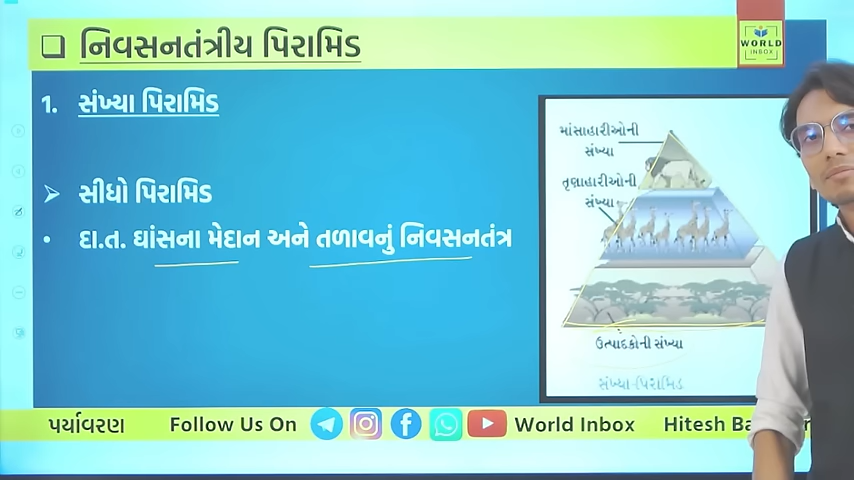 ❑ નિવસનતંત્રીય પિરામિડ
WORLD
INBOX
1. સંખ્યા પિરામિડ
➢ સીધો પિરામિડ
• દા.ત. ઘાંસના મેદાન અને તળાવનું નિવસનતંત્ર
માંસાહારીઓની
સંખ્યા
તૃણાહારીઓની
સંખ્યા
ઉત્પાદકોની સંખ્યા
સંખ્યા-પિરામિડ
પર્યાવરણ Follow Us On World Inbox Hitesh